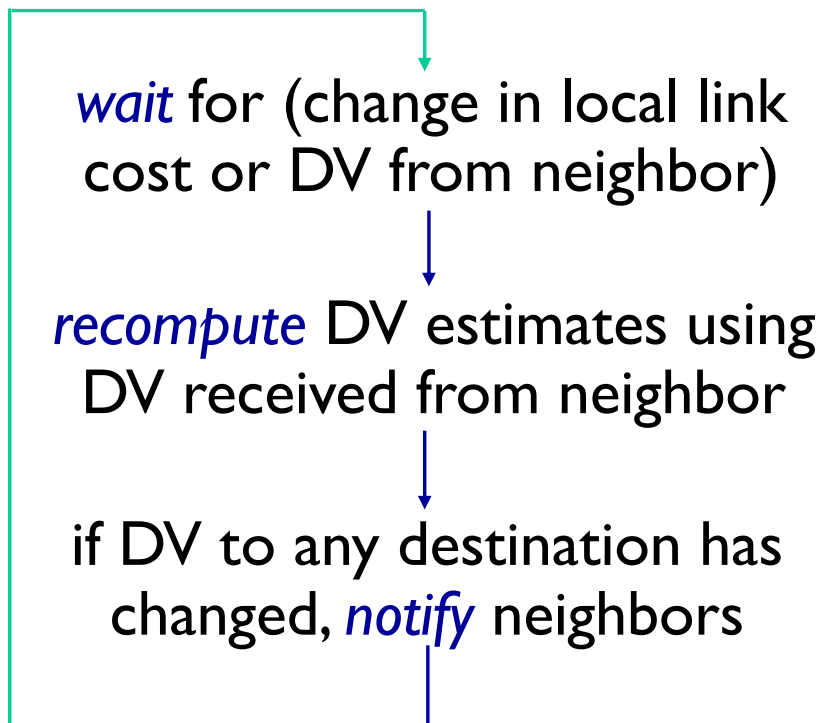 wait for (change in local link
cost or DV from neighbor)
recompute DV estimates using
DV received from neighbor
if DV to any destination has
changed, notify neighbors